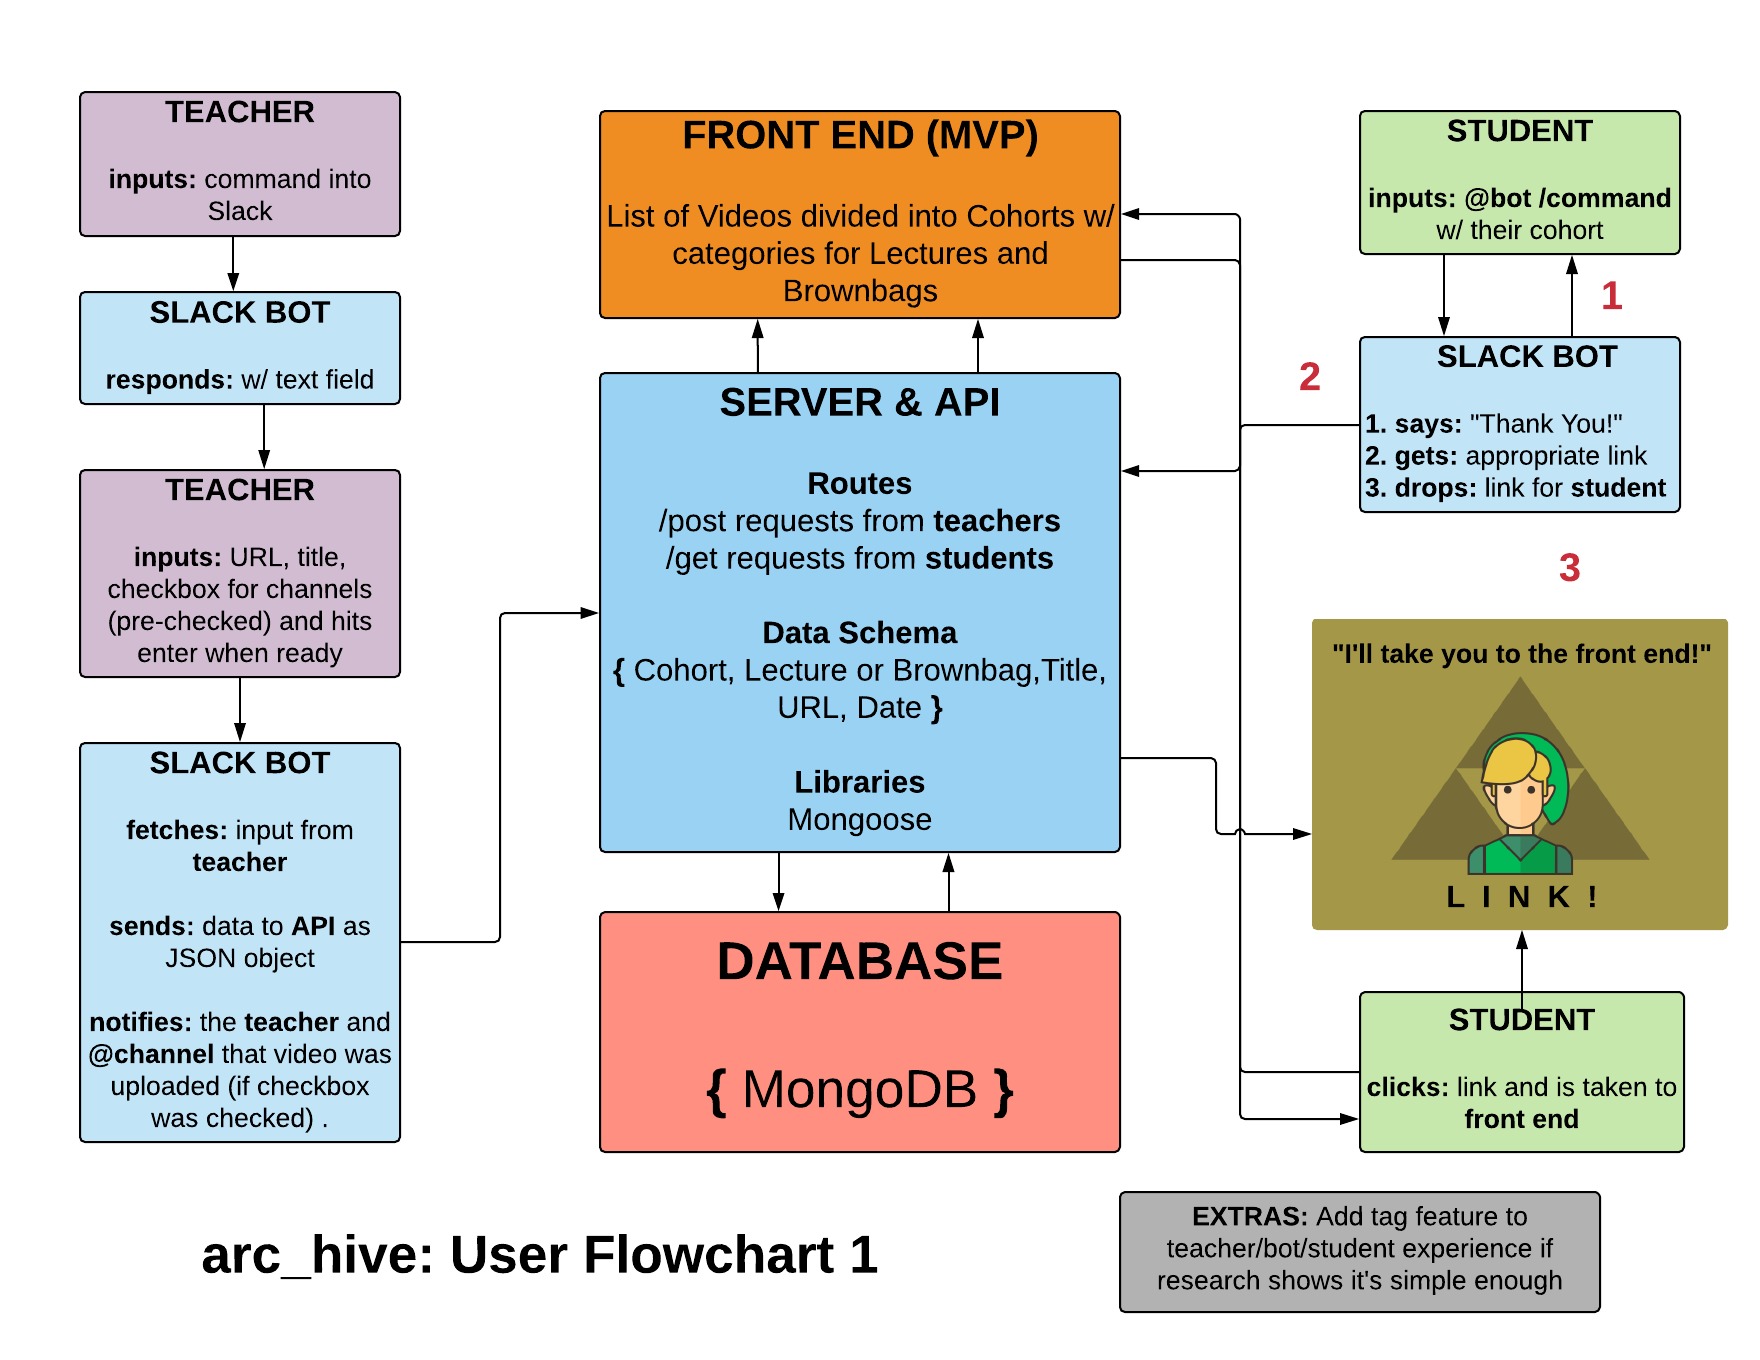 TEACHER
inputs: command into
Slack
SLACK BOT
responds: w/ text field
TEACHER
inputs: URL, title,
checkbox for channels
(pre-checked) and hits
enter when ready
SLACK BOT
fetches: input from
teacher
sends: data to API as
JSON object
notifies: the teacher and
@channel that video was
uploaded (if checkbox
was checked) .
FRONT END (MVP)
List of Videos divided into Cohorts w/
categories for Lectures and
Brownbags
SERVER & API
Routes
/post requests from teachers
/get requests from students
Data Schema
{ Cohort, Lecture or Brownbag,Title,
URL, Date }
Libraries
Mongoose
DATABASE
{ MongoDB }
STUDENT
inputs: @bot /command
w/ their cohort
1
2
SLACK BOT
1. says: "Thank You!"
2. gets: appropriate link
3. drops: link for student
3
"I'll take you to the front end!"
L I N K !
STUDENT
clicks: link and is taken to
front end
EXTRAS: Add tag feature to
teacher/bot/student experience if
research shows it's simple enough
arc_hive: User Flowchart 1